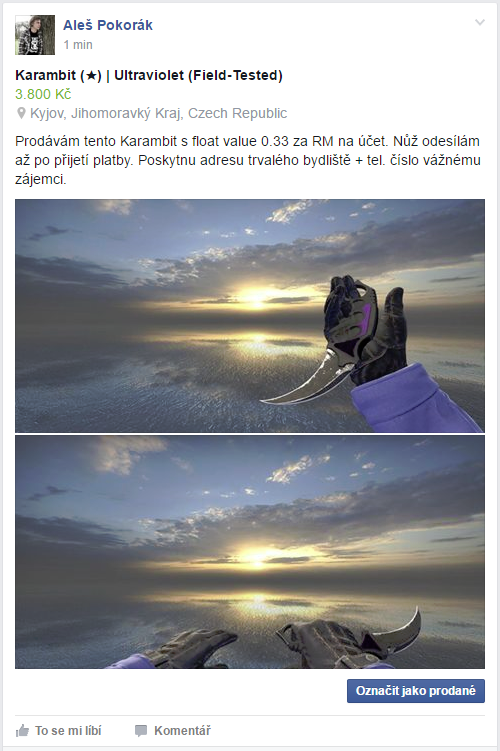 Aleš Pokorák
1 min
Karambit (★) | Ultraviolet (Field-Tested)
3.800 Kč
Kyjov, Jihomoravký Kraj, Czech Republic
Prodávám tento Karambit s float value 0.33 za RM na účet. Nůž odesílám
až po přijetí platby. Poskytnu adresu trvalého bydliště + tel. číslo vážnému
zájemci.
Označit jako prodané
To se mi líbí Komentář